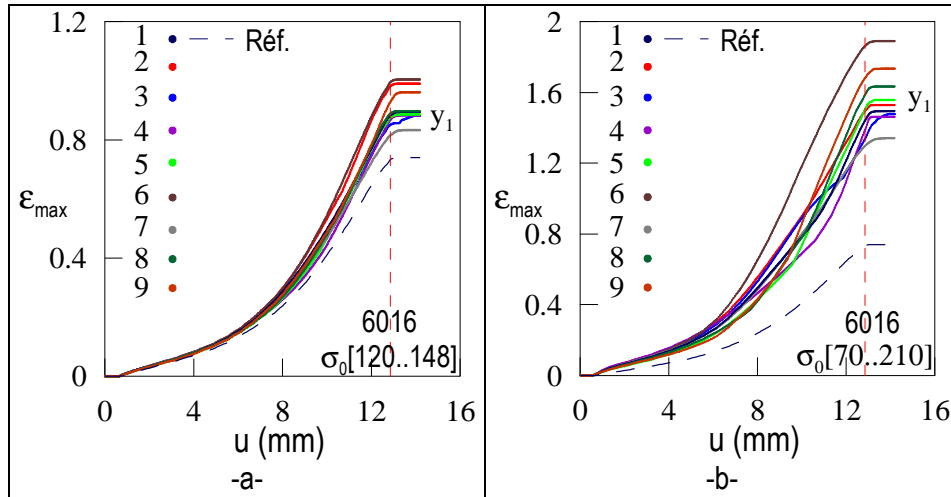 1.2
0.8
0.4
0
ε max
1
2
3
4
5
6
7
8
9
Réf.
y1
6016
σ0[120..148]
0 4 8 12 16
u (mm)
-a-
2
1.6
1.2
0.8
0.4
0
ε max
1
2
3
4
5
6
7
8
9
Réf.
y1
6016
σ0[70..210]
0 4 8 12 16
u (mm)
-b-